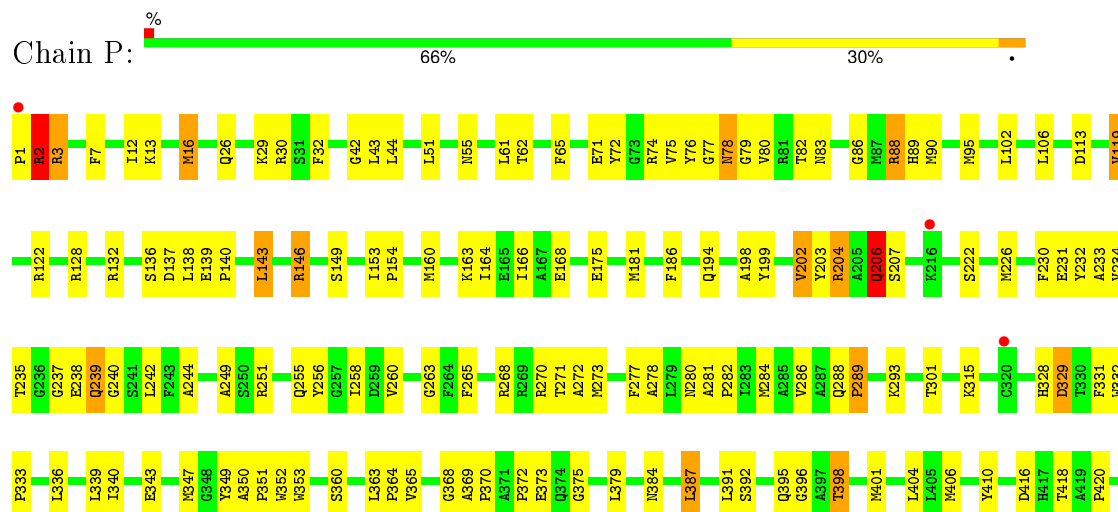 %
Chain P:
66% 30% •
P1 R2 R3 F7 I12 K13 M16 Q26 K29 R30 S31 F32 G42 L43 L44 L51 N55 L61 T62 F65 E71 Y72 G73 R74 V75 Y76 G77 N78 G79 V80 R81 T82 N83 G86 M87 R88 H89 M90 M95 L102 L106 D113
R122 R128 R132 S136 D137 L138 E139 P140 L143 R146 S149 I153 P154 M160 K163 I164 E165 I166 A167 E168 E175 M181 F186 Q194 A198 Y199 V202 Y203 R204 A205 Q206 S207 K216 S222 M226 F230 E231 Y232 A233 V234
T235 G236 G237 E238 Q239 G240 S241 L242 F243 A244 A249 S250 R251 Q255 Y256 G257 I258 D259 V260 G263 F264 F265 R268 R269 R270 T271 A272 M273 F277 A278 L279 N280 A281 P282 I283 M284 A285 V286 A287 Q288 P289 K293 T301 K315 C320 H328 D329 T330 F331 W332
P333 L336 L339 I340 E343 M347 G348 Y349 A350 P351 W352 W353 S360 L363 P364 V365 G368 A369 P370 A371 P372 E373 Q374 G375 L379 N384 L387 L391 S392 Q395 G396 A397 T398 M401 L404 L405 M406 Y410 D416 H417 T418 A419 P420